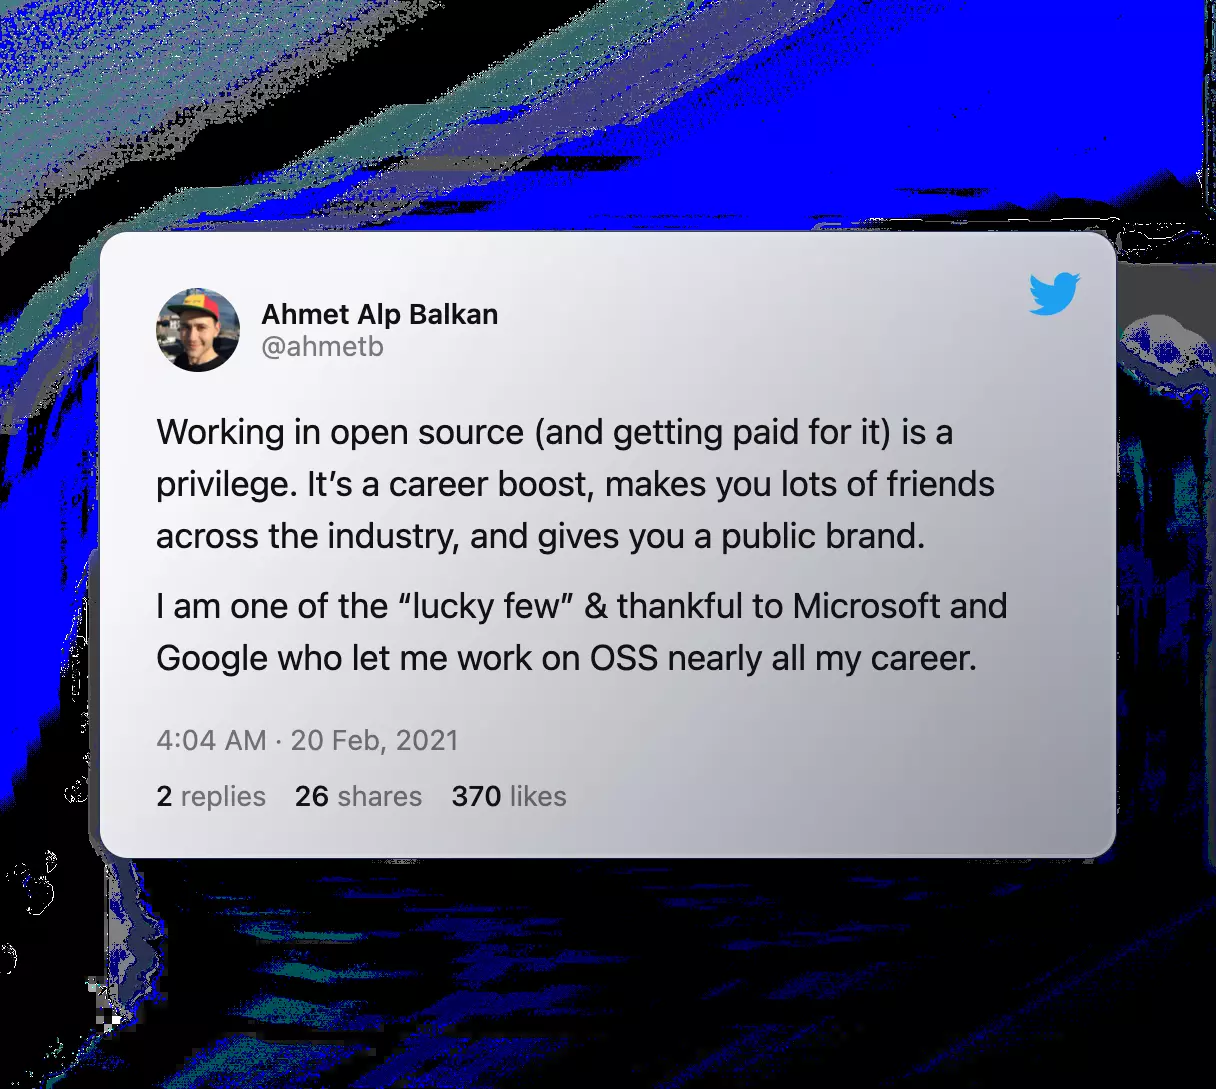 Ahmet Alp Balkan
@ahmetb
Working in open source (and getting paid for it) is a
privilege. It’s a career boost, makes you lots of friends
across the industry, and gives you a public brand.
I am one of the “lucky few” & thankful to Microsoft and
Google who let me work on OSS nearly all my career.
4:04 AM · 20 Feb, 2021
2 replies 26 shares 370 likes